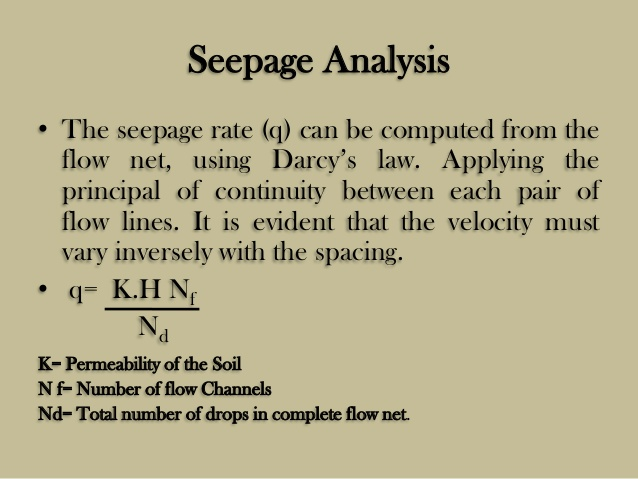 Seepage Analysis
• The seepage rate (q) can be computed from the
flow net, using Darcy's law. Applying the
principal of continuity between each pair of
flow lines. It is evident that the velocity must
vary inversely with the spacing.
• q= K.H Nf
Nd
K= Permeability of the Soil
N f= Number of flow Channels
Nd= Total number of drops in complete flow net.